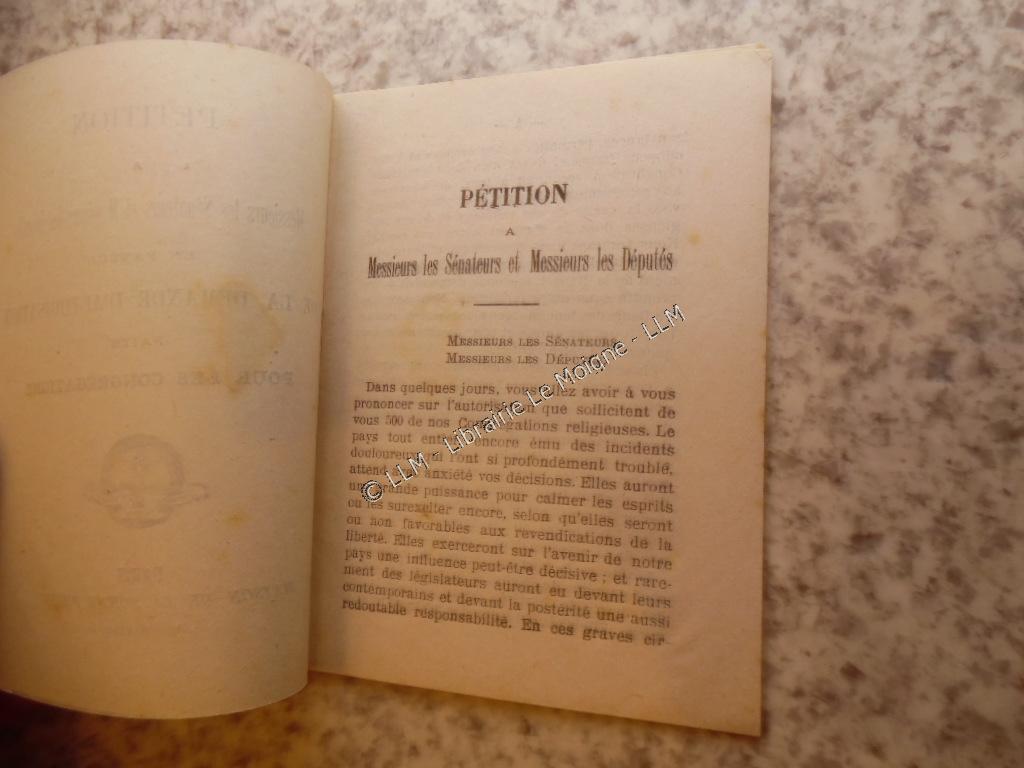 PÉTITION
A
Messieurs les Sénateurs et Messieurs les Députés
MESSIEURS LES SÉNATEURS
MESSIEURS LES DÉPU
Dans quelques jours, vous allez avoir à vous
prononcer sur l'autorisation que sollicitent de
vous 500 de nos Congrégations religieuses. Le
pays tout entier encore ému des incidents
douloureux qui l'ont si profondément troublé,
attend avec anxiété vos décisions. Elles auront
une grande puissance pour calmer les esprits
ou les surexciter encore, selon qu'elles seront
ou non favorables aux revendications de la
liberté. Elles exerceront sur l'avenir de notre
pays une influence peut-être décisive ; et rare-
ment des législateurs auront eu devant leurs
contemporains et devant la postérité une aussi
redoutable responsabilité. En ces graves cir-
© LLM - Librairie Le Moigne - LLM